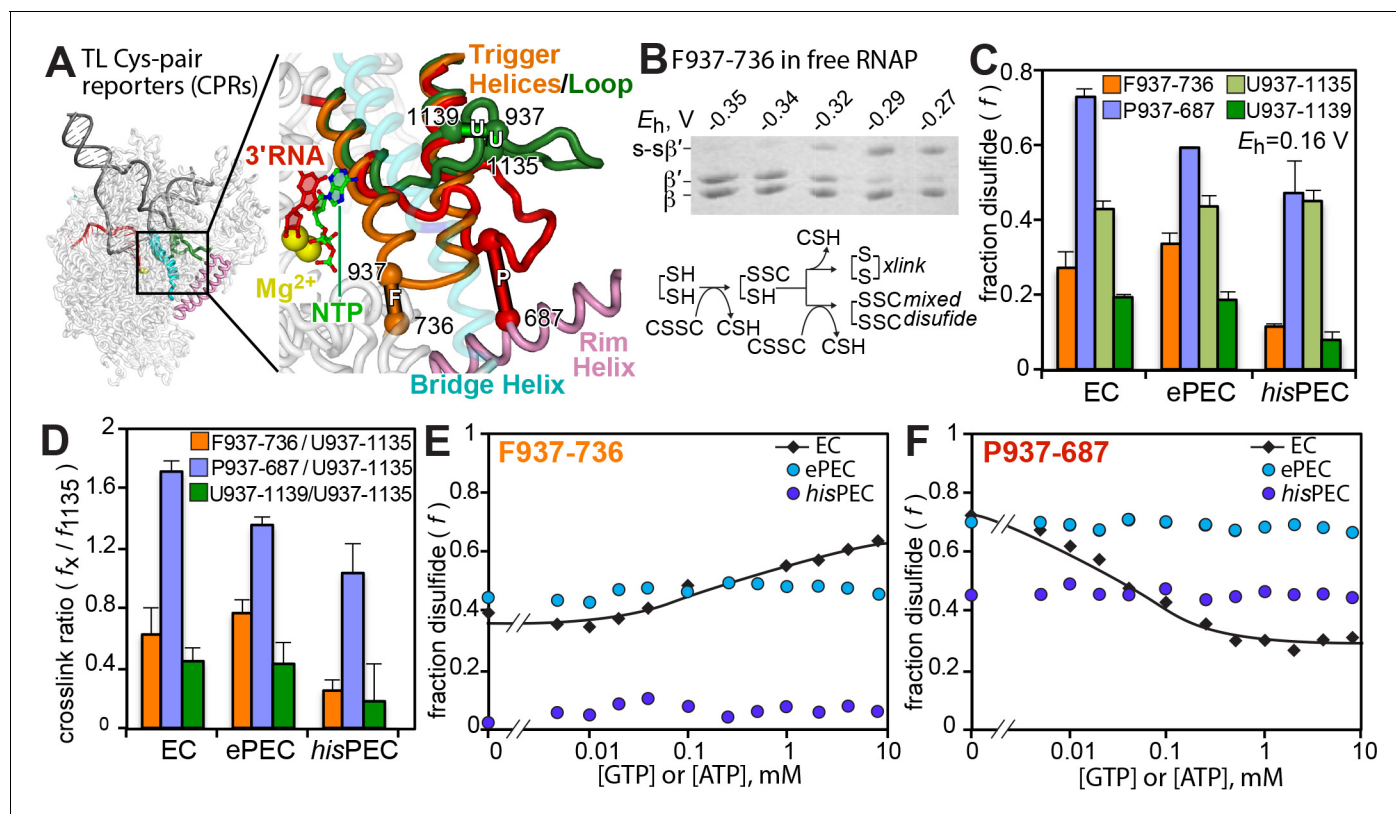 A
TL Cys-pair
reporters (CPRs)
Trigger
Helices/Loop
1139
U
937
U
1135
3'RNA
Mg2+
NTP
937
F
736
P
687
Rim
Helix
Bridge Helix
B
F937-736 in free RNAP
Eh, V
-0.35
-0.34
-0.32
-0.29
-0.27
s-sβ'
β'
β
SH
SH
CSSC
CSH
SSC
SH
CSH
S
S
xlink
SSC mixed
SSC disufide
CSSC
CSH
C
fraction disulfide ( f )
0.8
0.6
0.4
0.2
0
F937-736
U937-1135
P937-687
U937-1139
Eh=0.16 V
EC
ePEC
hisPEC
D
crosslink ratio ( fx / f1135 )
2
1.6
1.2
0.8
0.4
0
F937-736 / U937-1135
P937-687 / U937-1135
U937-1139/U937-1135
EC
ePEC
hisPEC
E
F937-736
fraction disulfide ( f )
1
0.8
0.6
0.4
0.2
0
EC
ePEC
hisPEC
0
0.01
0.1
1
10
[GTP] or [ATP], mM
F
P937-687
fraction disulfide ( f )
1
0.8
0.6
0.4
0.2
0
EC
ePEC
hisPEC
0
0.01
0.1
1
10
[GTP] or [ATP], mM